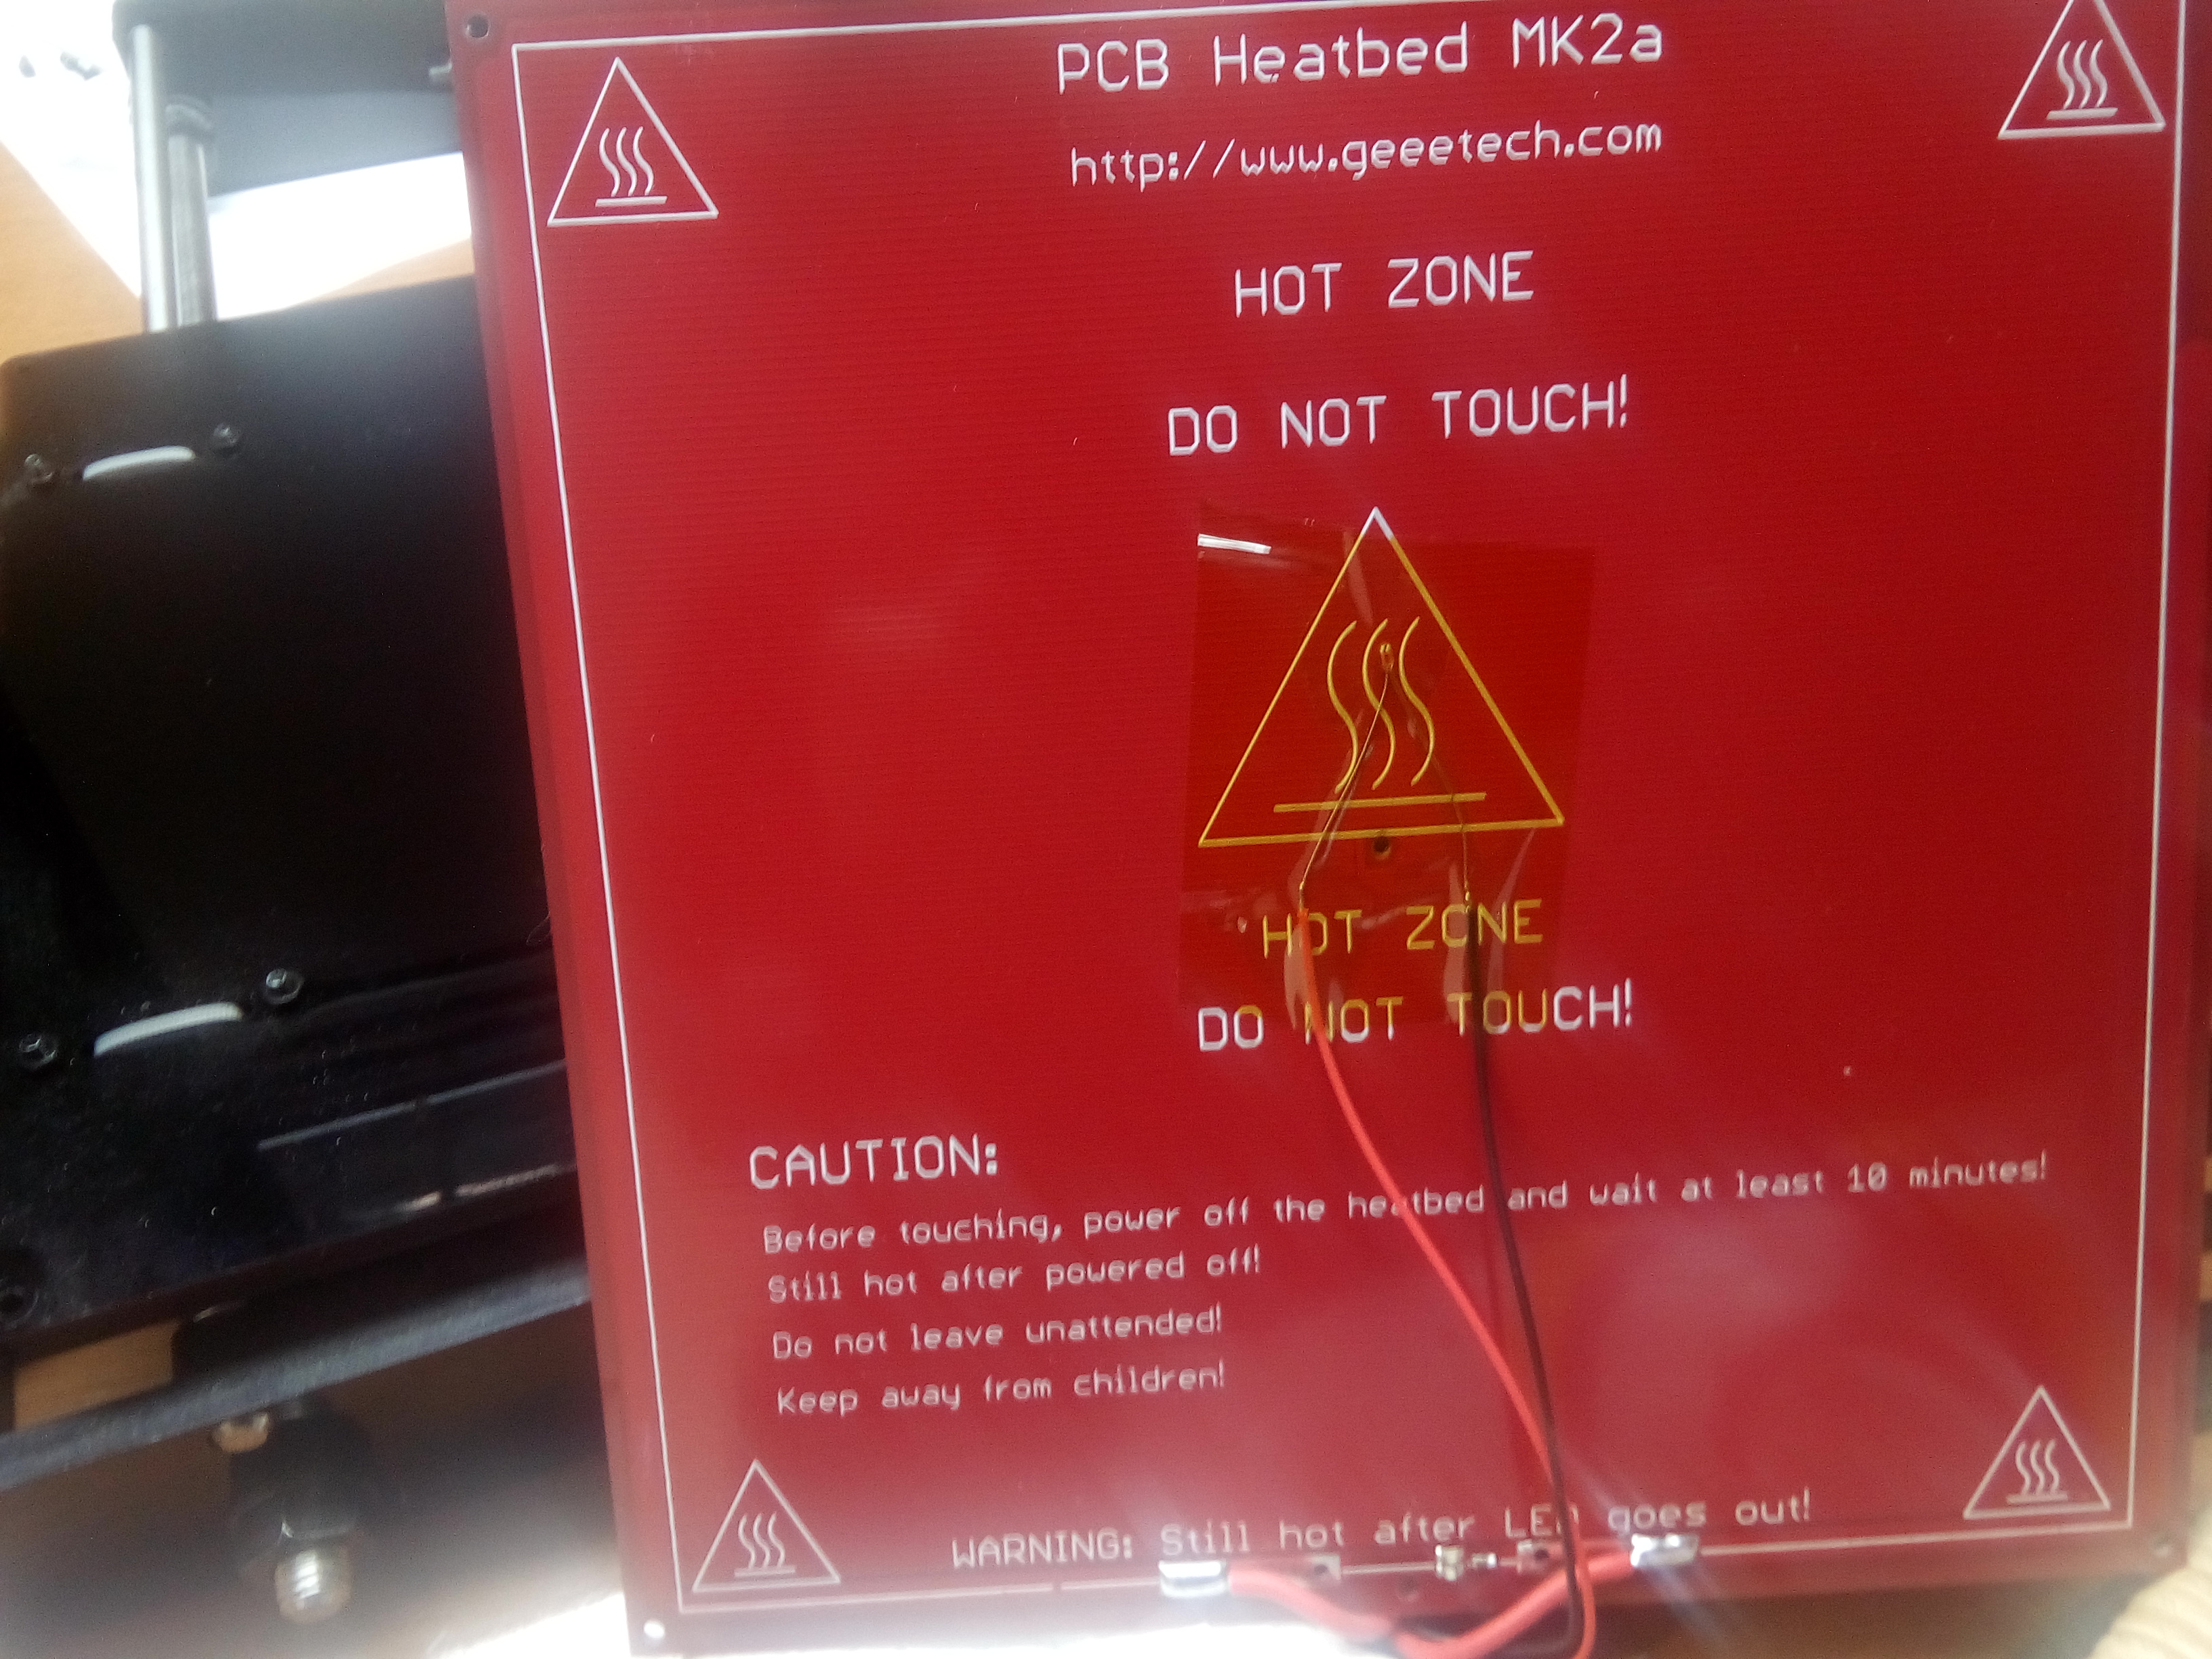 PCB Heatbed MK2a
http://www.geeetech.com
HOT ZONE
DO NOT TOUCH!
HOT ZONE
DO NOT TOUCH!
CAUTION:
Before touching, power off the heatbed and wait at least 10 minutes!
Still hot after powered off!
Do not leave unattended!
Keep away from children!
WARNING: Still hot after LED goes out!